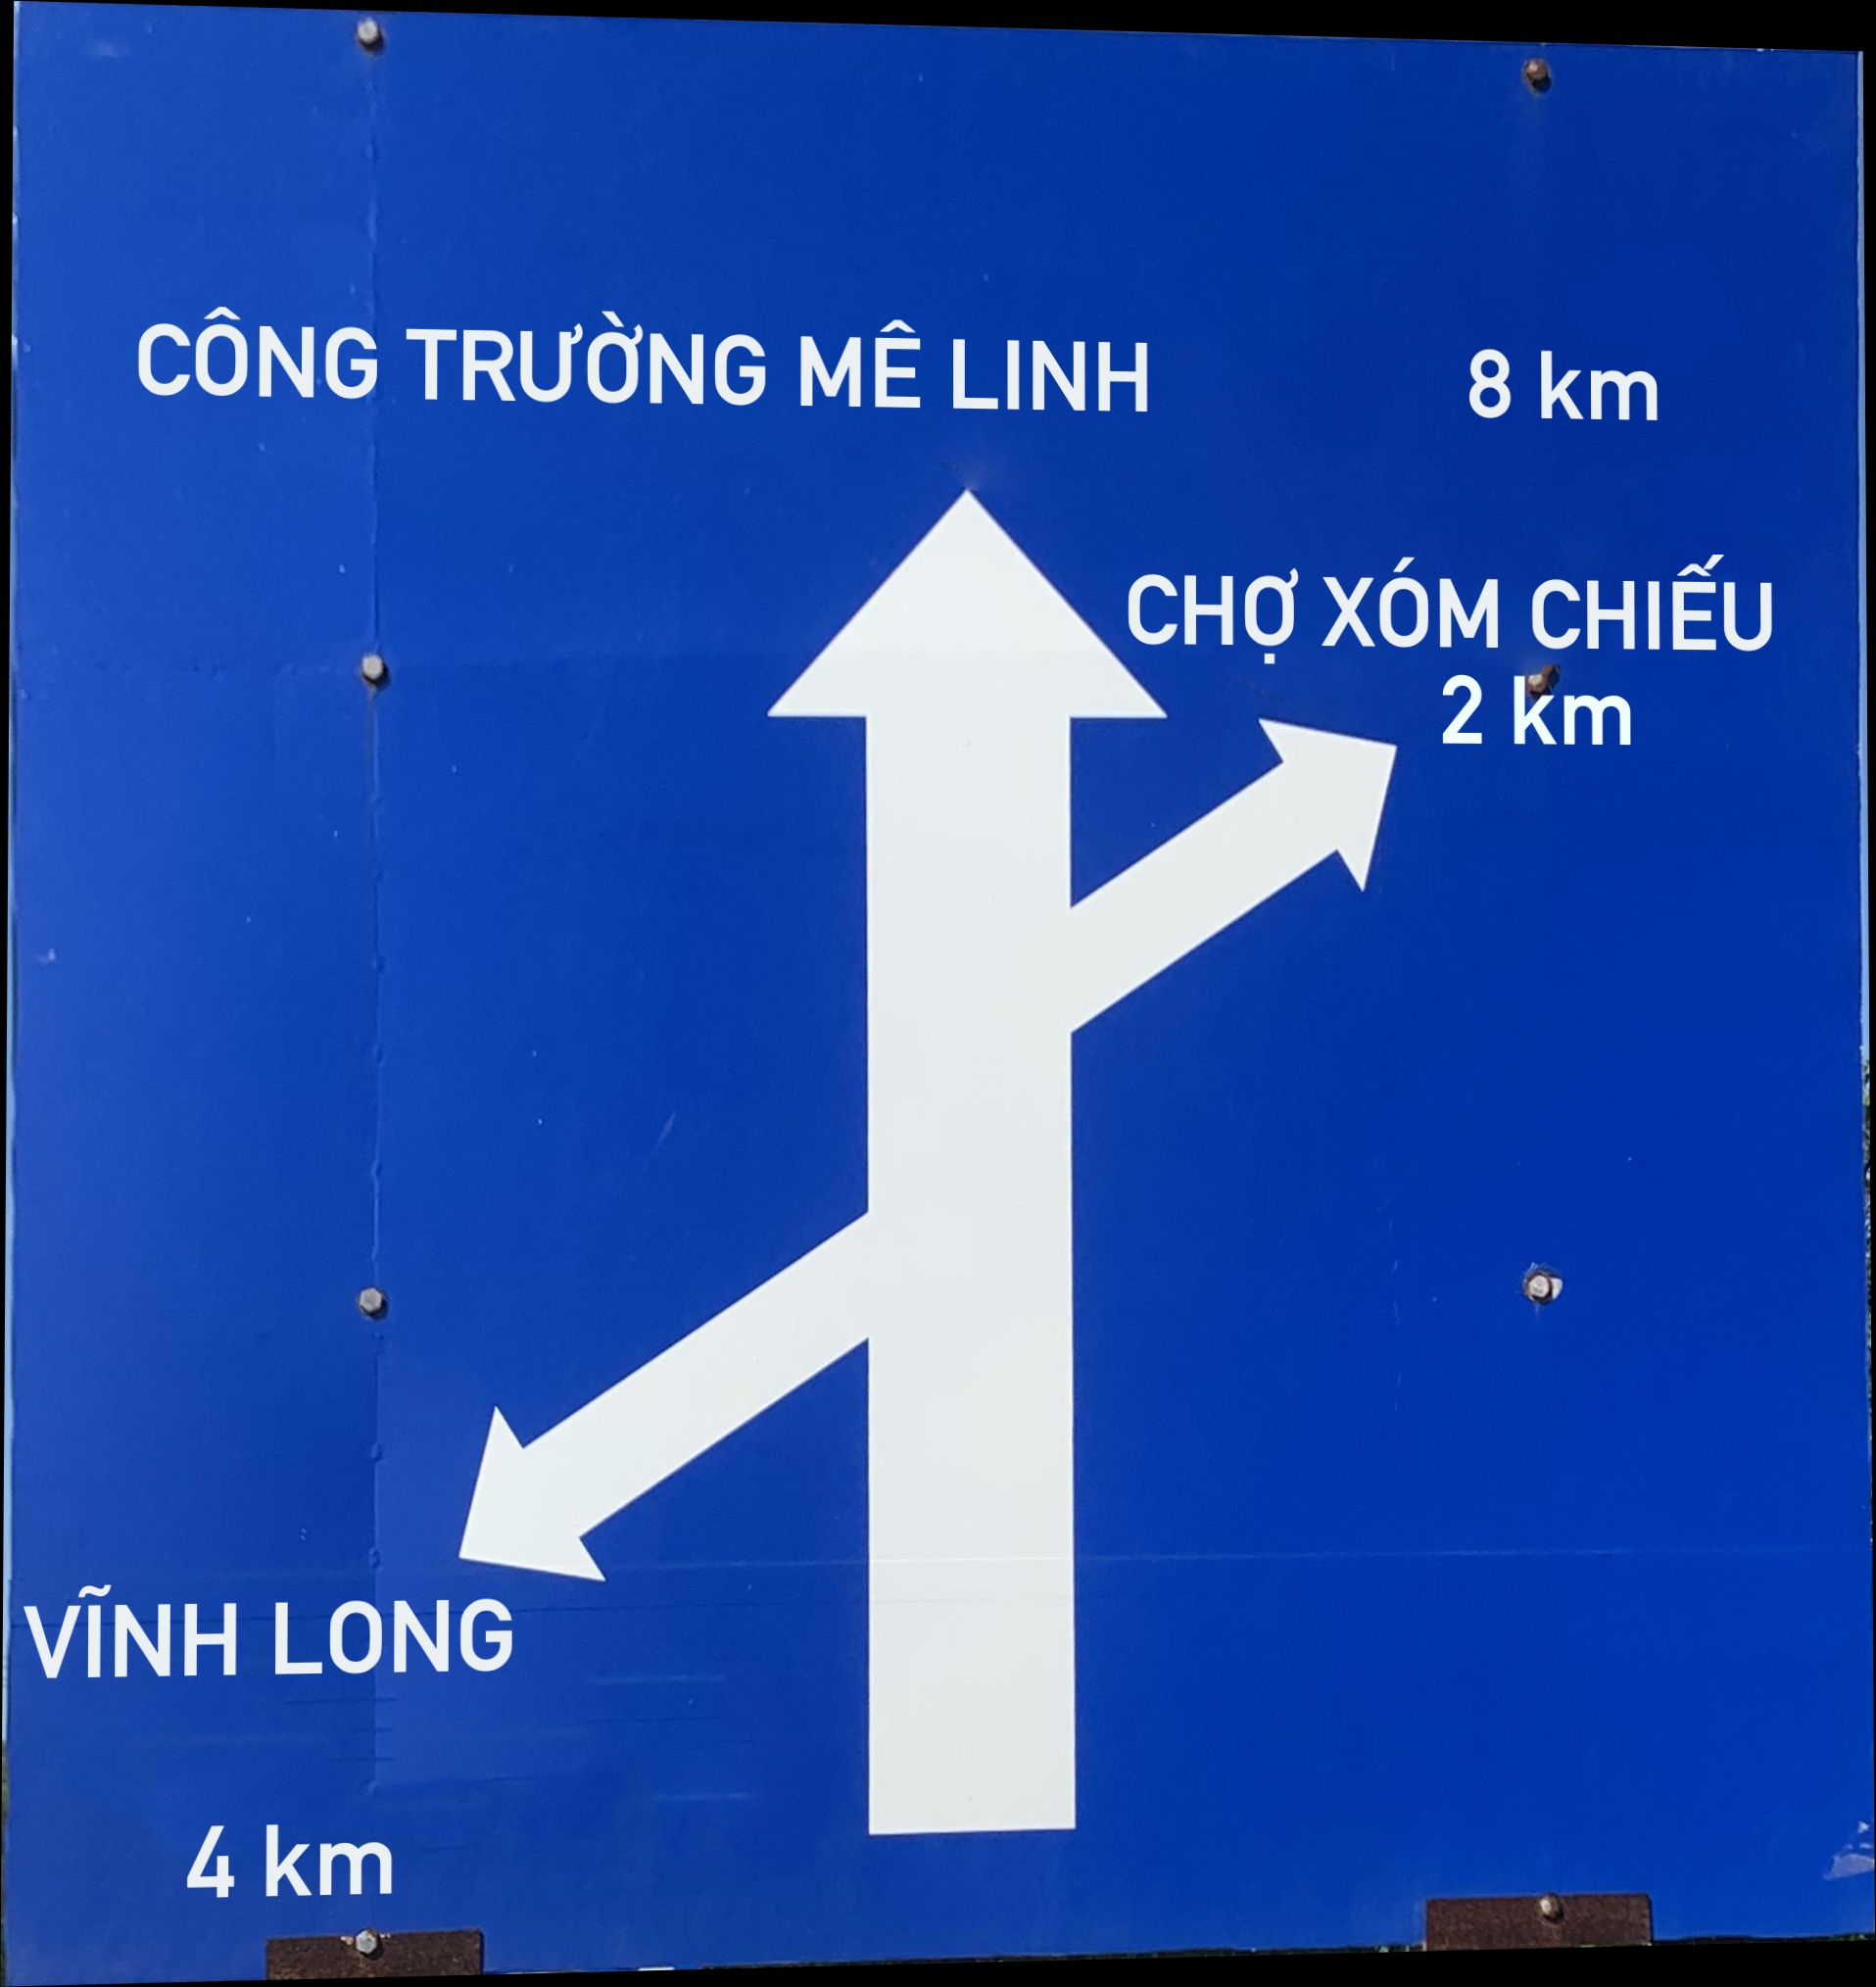 CÔNG TRƯỜNG MÊ LINH 8 km
CHỢ XÓM CHIẾU
2 km
VĨNH LONG
4 km